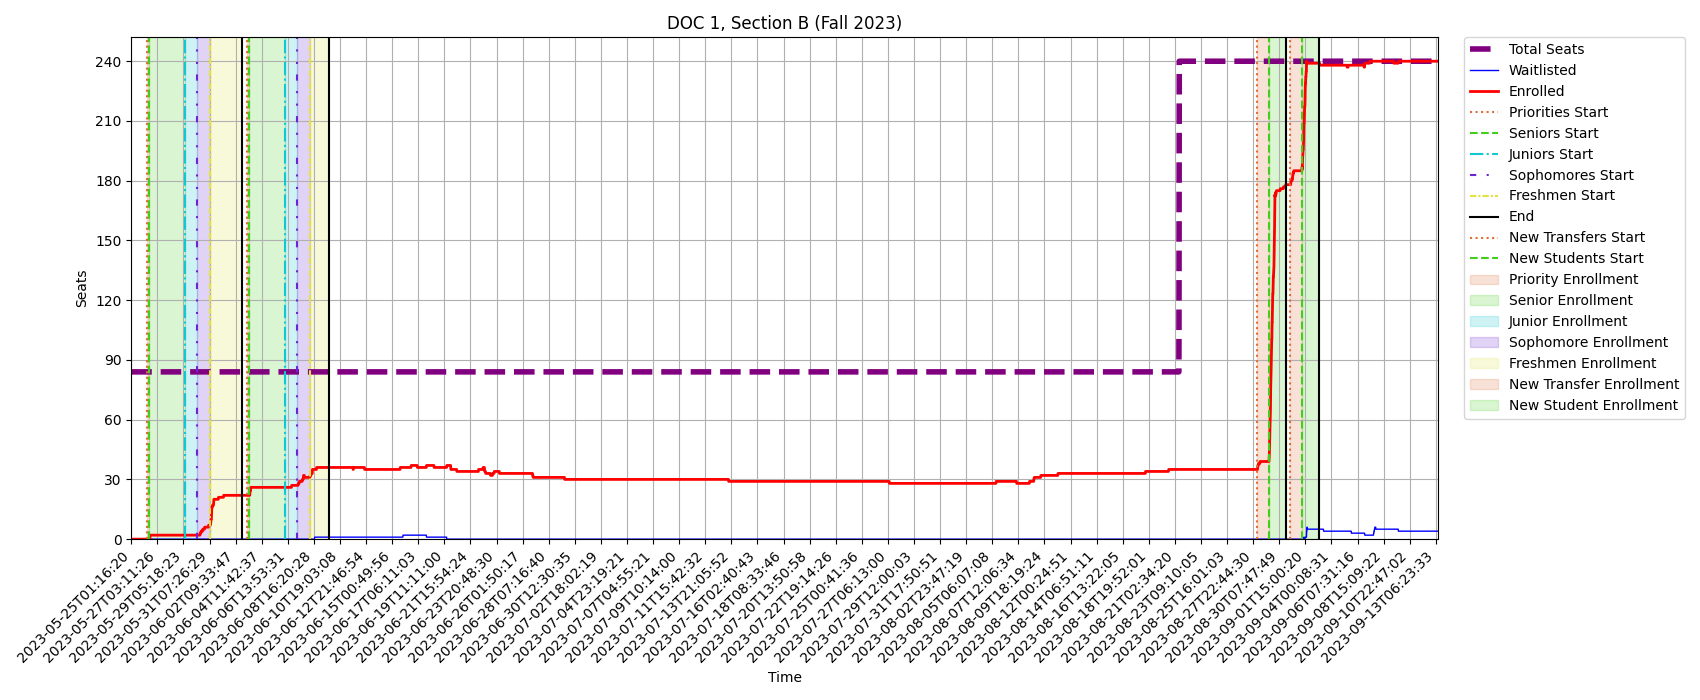 DOC 1, Section B (Fall 2023)
Seats
240
210
180
150
120
90
60
30
0
2023-05-25T01:16:20
2023-05-27T03:11:26
2023-05-29T05:18:23
2023-05-31T07:26:29
2023-06-02T09:33:47
2023-06-04T11:42:37
2023-06-06T13:53:31
2023-06-08T16:20:28
2023-06-10T19:03:08
2023-06-12T21:46:54
2023-06-15T00:49:56
2023-06-17T06:11:03
2023-06-19T11:11:00
2023-06-21T15:54:24
2023-06-23T20:48:30
2023-06-26T01:50:17
2023-06-28T07:16:40
2023-06-30T12:30:35
2023-07-02T18:02:19
2023-07-04T23:19:21
2023-07-07T04:55:21
2023-07-09T10:14:00
2023-07-11T15:42:32
2023-07-13T21:05:52
2023-07-16T02:40:43
2023-07-18T08:33:46
2023-07-20T13:50:58
2023-07-22T19:14:26
2023-07-25T00:41:36
2023-07-27T06:13:00
2023-07-29T12:00:03
2023-07-31T17:50:51
2023-08-02T23:47:19
2023-08-05T06:07:08
2023-08-07T12:06:34
2023-08-09T18:19:24
2023-08-12T00:24:51
2023-08-14T06:51:11
2023-08-16T13:22:05
2023-08-18T19:52:01
2023-08-21T02:34:20
2023-08-23T09:10:05
2023-08-25T16:01:03
2023-08-27T22:44:30
2023-08-30T07:47:49
2023-09-01T15:00:20
2023-09-04T00:08:31
2023-09-06T07:31:16
2023-09-08T15:09:22
2023-09-10T22:47:02
2023-09-13T06:23:33
Time
Total Seats
Waitlisted
Enrolled
Priorities Start
Seniors Start
Juniors Start
Sophomores Start
Freshmen Start
End
New Transfers Start
New Students Start
Priority Enrollment
Senior Enrollment
Junior Enrollment
Sophomore Enrollment
Freshmen Enrollment
New Transfer Enrollment
New Student Enrollment